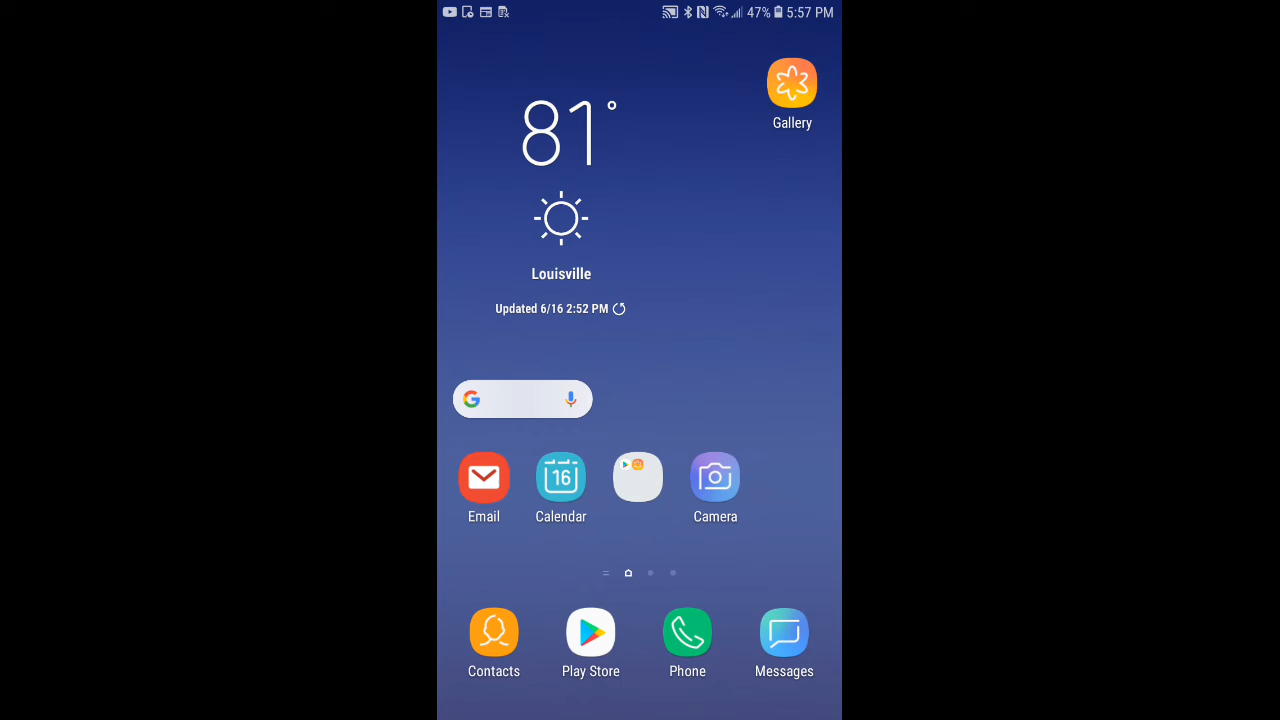 47% 5:57 PM
Gallery
81°
Louisville
Updated 6/16 2:52 PM
Email
16
Calendar
Camera
Contacts
Play Store
Phone
Messages